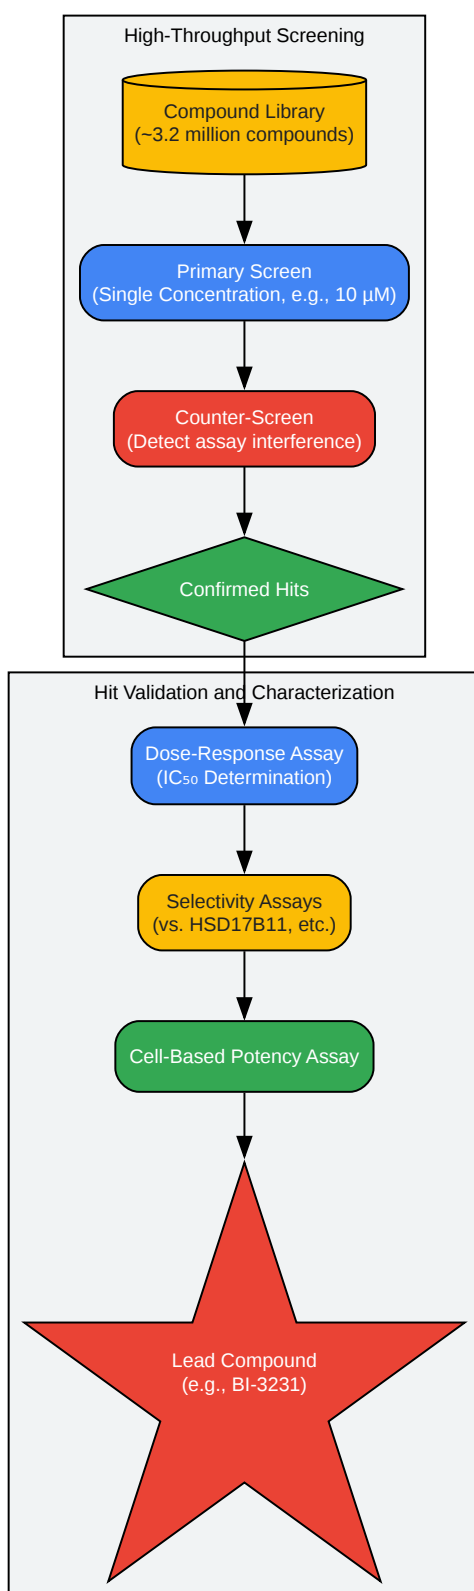 High-Throughput Screening
Compound Library
(~3.2 million compounds)
Primary Screen
(Single Concentration, e.g., 10 µM)
Counter-Screen
(Detect assay interference)
Confirmed Hits
Hit Validation and Characterization
Dose-Response Assay
(IC₅₀ Determination)
Selectivity Assays
(vs. HSD17B11, etc.)
Cell-Based Potency Assay
Lead Compound
(e.g., BI-3231)